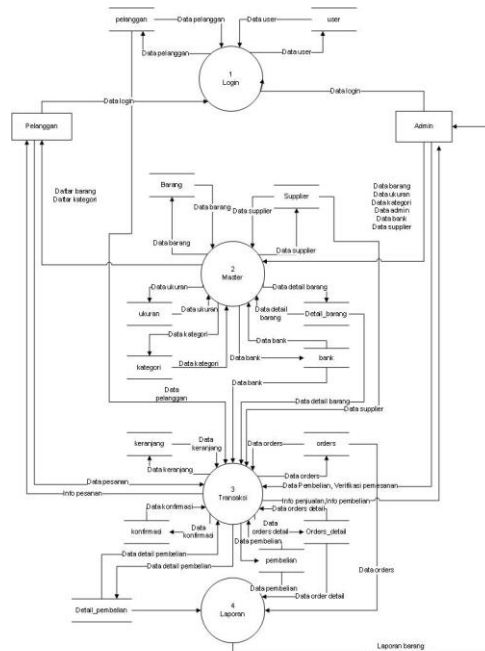 pelanggan
Data pelanggan
Data user
user
Data pelanggan
Data user
1
Login
Data login
Data login
Pelanggan
Admin
Daftar barang
Daftar kategori
Barang
Data barang
Data barang
Supplier
Data supplier
Data supplier
Data barang
Data ukuran
Data kategori
Data admin
Data bank
Data supplier
2
Master
Data ukuran
ukuran
Data ukuran
Data detail barang
Data detail
barang
Detail_barang
Data kategori
kategori
Data kategori
Data bank
Data bank
bank
Data bank
Data
pelanggan
Data detail barang
Data supplier
keranjang
Data
keranjang
Data keranjang
Data orders
orders
Data orders
3
Transaksi
Data pesanan
Info pesanan
Data Pembelian, Verifikasi pemesanan
Info penjualan,Info pembelian
Data konfirmasi
konfirmasi
Data
konfirmasi
Data orders detail
Data
orders detail
Orders_detail
Data detail pembelian
Data detail pembelian
Data pembelian
pembelian
Data pembelian
Data orders
Detail_pembelian
4
Laporan
Data order detail
Laporan barang